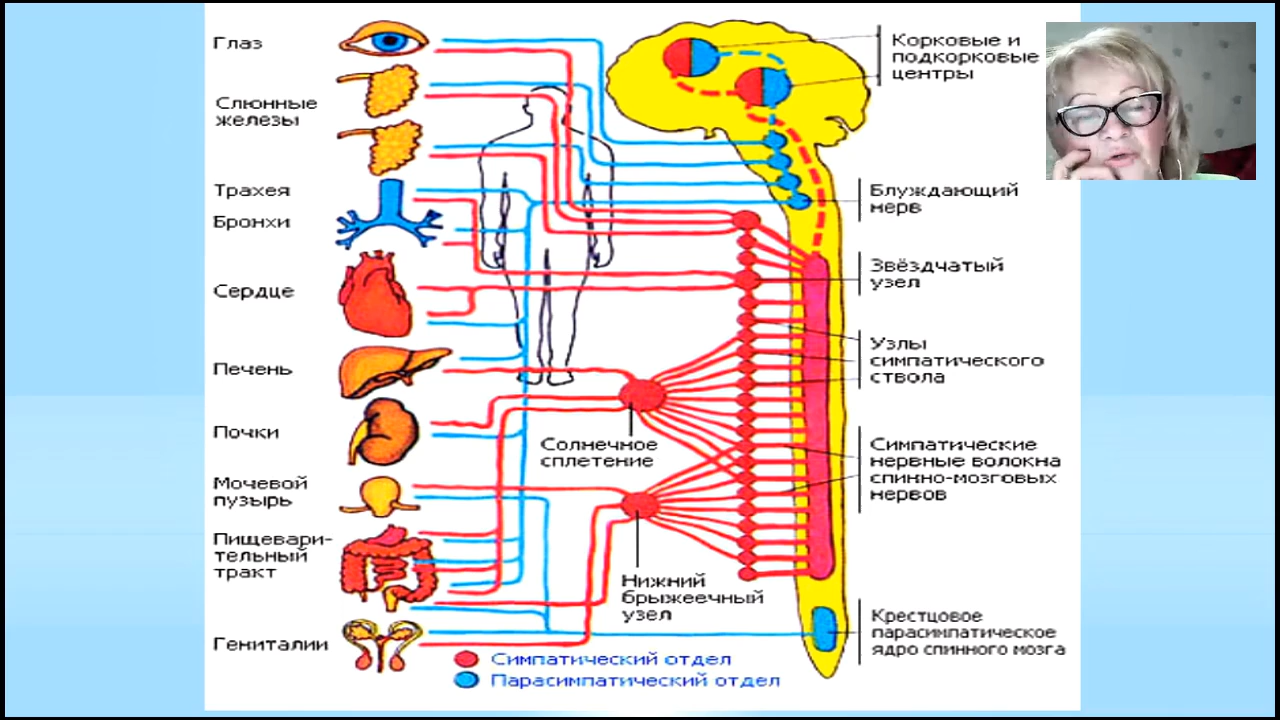 Глаз
Слюнные
железы
Трахея
Бронхи
Сердце
Печень
Почки
Мочевой
пузырь
Пищевари-
тельный
тракт
Гениталии
Солнечное
сплетение
Нижний
брыжеечный
узел
Симпатический отдел
Парасимпатический отдел
Корковые и
подкорковые
центры
Блуждающий
нерв
Звёздчатый
узел
Узлы
симпатического
ствола
Симпатические
нервные волокна
спинно-мозговых
нервов
Крестцовое
парасимпатическое
ядро спинного мозга